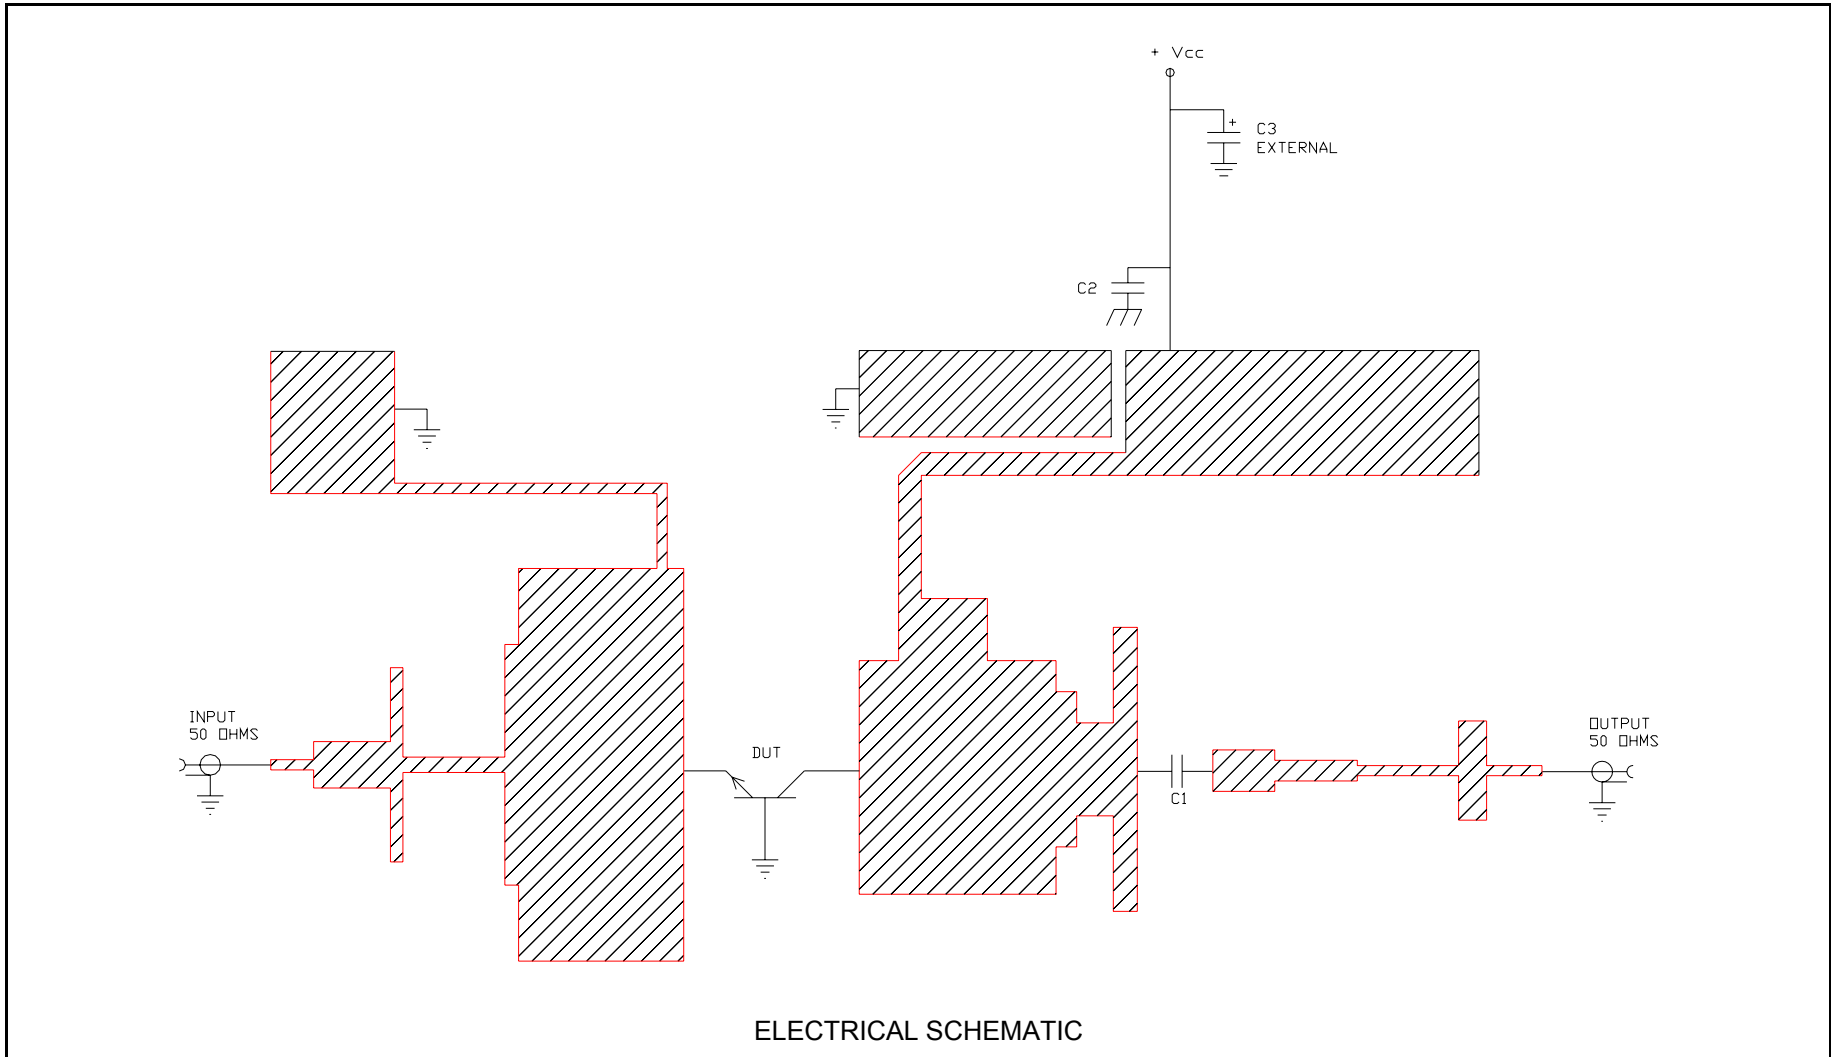 + Vcc
+
C3
EXTERNAL
C2
INPUT
50 OHMS
DUT
C1
OUTPUT
50 OHMS
ELECTRICAL SCHEMATIC